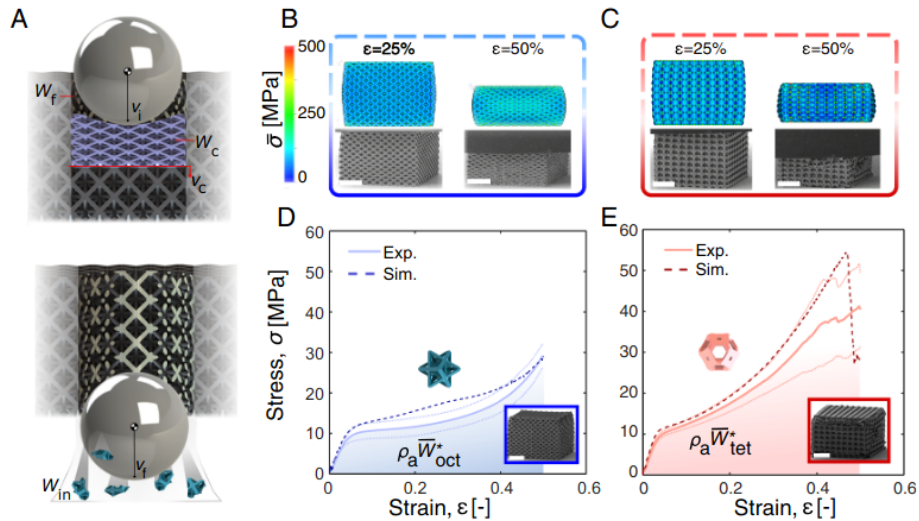 A
W_f
v_i
W_c
v_c
W_in
v_f
B
ε=25%
ε=50%
500
250
0
σ̄ [MPa]
C
ε=25%
ε=50%
D
60
50
40
30
20
10
0
Stress, σ [MPa]
Exp.
Sim.
ρ_a W̄*_oct
0
0.2
0.4
0.6
Strain, ε [-]
E
60
50
40
30
20
10
0
Exp.
Sim.
ρ_a W̄*_tet
0
0.2
0.4
0.6
Strain, ε [-]